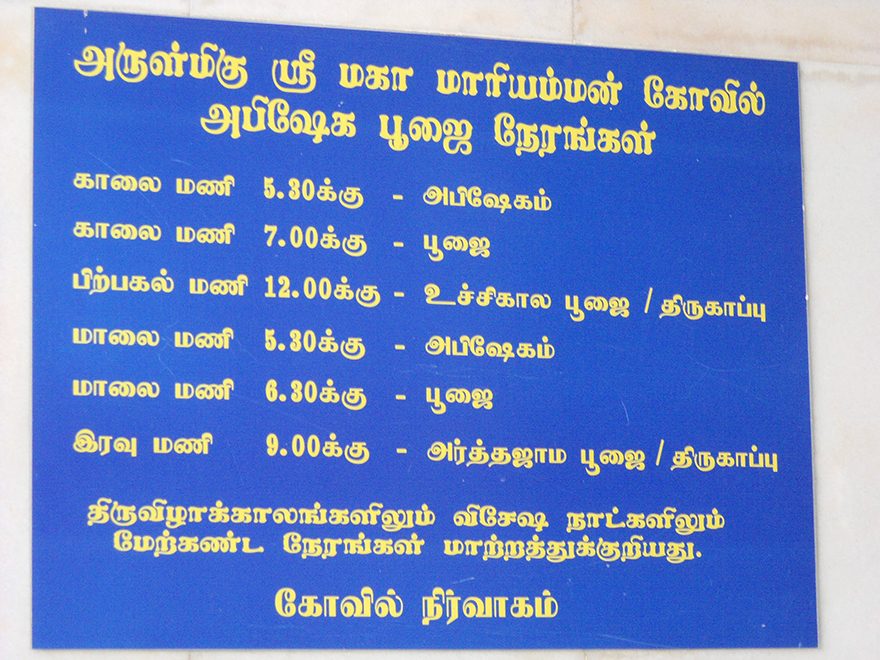 அருள்மிகு ஸ்ரீ மகா மாரியம்மன் கோவில்
அபிஷேக பூஜை நேரங்கள்
காலை மணி 5.30க்கு - அபிஷேகம்
காலை மணி 7.00க்கு - பூஜை
பிற்பகல் மணி 12.00க்கு - உச்சிகால பூஜை / திருகாப்பு
மாலை மணி 5.30க்கு - அபிஷேகம்
மாலை மணி 6.30க்கு - பூஜை
இரவு மணி 9.00க்கு - அர்த்தஜாம பூஜை / திருகாப்பு
திருவிழாக்காலங்களிலும் விசேஷ நாட்களிலும்
மேற்கண்ட நேரங்கள் மாற்றத்துக்குறியது.
கோவில் நிர்வாகம்